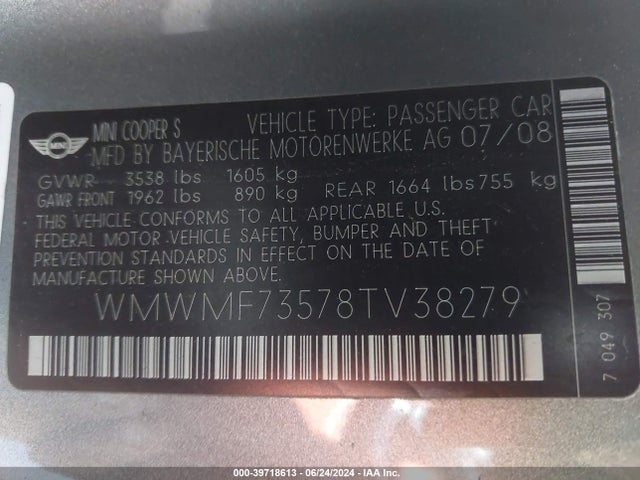 MINI
MINI COOPER S VEHICLE TYPE: PASSENGER CAR
MFD BY BAYERISCHE MOTORENWERKE AG 07/08
GVWR 3538 lbs 1605 kg
GAWR FRONT 1962 lbs 890 kg REAR 1664 lbs 755 kg
THIS VEHICLE CONFORMS TO ALL APPLICABLE U.S.
FEDERAL MOTOR VEHICLE SAFETY, BUMPER AND THEFT
PREVENTION STANDARDS IN EFFECT ON THE DATE OF
MANUFACTURE SHOWN ABOVE.
WMWMF73578TV38279
7 049 307
000-39718613 - 06/24/2024 - IAA Inc.